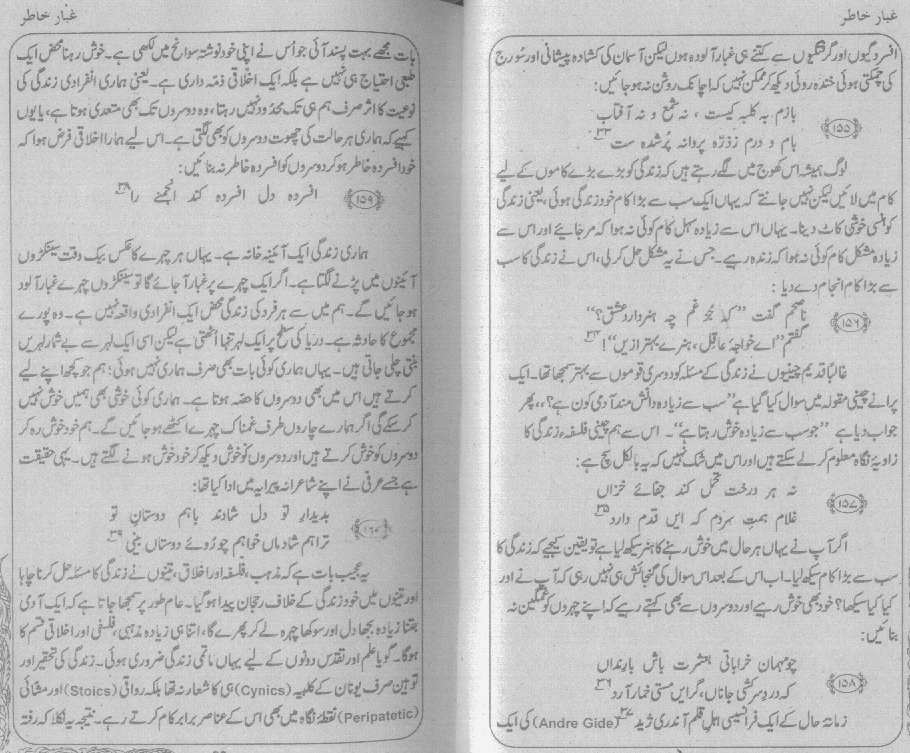 غبار خاطر
افسردگیوں اور گرفتگیوں سے کتنے ہی غبار آلودہ ہوں لیکن آسمان کی کشادہ پیشانی اور سورج
کی چمکتی ہوئی خندہ روئی دیکھ کر ممکن نہیں کہ اچانک روشن نہ ہو جائیں:
بازم بہ کلبہ کیست ، نہ شمع و نہ آفتاب
﴿۱۵۵﴾
بام و درم زذرّہ پروانہ پُر شدہ ست ۳۳
لوگ ہمیشہ اس کھوج میں لگے رہتے ہیں کہ زندگی کو بڑے بڑے کاموں کے لیے
کام میں لائیں لیکن نہیں جانتے کہ یہاں ایک سب سے بڑا کام خود زندگی ہوئی، یعنی زندگی
کو ہنسی خوشی کاٹ دینا۔ یہاں اس سے زیادہ سہل کام کوئی نہ ہوا کہ مر جائیے اور اس سے
زیادہ مشکل کام کوئی نہ ہوا کہ زندہ رہیے۔ جس نے یہ مشکل حل کر لی، اس نے زندگی کا سب
سے بڑا کام انجام دے دیا :
ناصحم گفت "کہ جُز غم چہ ہنر دارد عشق؟"
﴿۱۵۶﴾
گفتم "اے خواجہ عاقل، ہنرے بہتر ازیں"! ۳۴
غالباً قدیم چینیوں نے زندگی کے مسئلہ کو دوسری قوموں سے بہتر سمجھا تھا۔ ایک
پرانے چینی مقولہ میں سوال کیا گیا ہے "سب سے زیادہ دانش مند آدمی کون ہے؟"، پھر
جواب دیا ہے "جو سب سے زیادہ خوش رہتا ہے"۔ اس سے ہم چینی فلسفۂ زندگی کا
زاویۂ نگاہ معلوم کر لے سکتے ہیں اور اس میں شک نہیں کہ یہ بالکل سچ ہے:
نہ ہر درخت تحمّل کند جفائے خزاں
﴿۱۵۷﴾
غلام ہمتِ سروم کہ ایں قدم دارد ۳۵
اگر آپ نے یہاں ہر حال میں خوش رہنے کا ہنر سیکھ لیا ہے تو یقین کیجیے کہ زندگی کا
سب سے بڑا کام سیکھ لیا۔ اب اس کے بعد اس سوال کی گنجائش ہی نہیں رہی کہ آپ نے اور
کیا کیا سیکھا؟ خود بھی خوش رہیے اور دوسروں سے بھی کہتے رہیے کہ اپنے چہروں کو غمگین نہ
بنائیں:
چو مہمان خراباتی بعشرت باش بارنداں
﴿۱۵۸﴾
کہ دردِ سرکشی جاناں، گر ایں مستی خمار آرد ۳۶
زمانہ حال کے ایک فرانسیسی اہلِ قلم آندری ژید ۳۷ (Andre Gide) کی ایک
غبار خاطر
بات مجھے بہت پسند آئی جو اُس نے اپنی خود نوشتہ سوانح میں لکھی ہے۔ خوش رہنا محض ایک
طبعی احتیاج ہی نہیں ہے بلکہ ایک اخلاقی ذمّہ داری ہے۔ یعنی ہماری انفرادی زندگی کی
نوعیت کا اثر صرف ہم ہی تک محدود نہیں رہتا، وہ دوسروں تک بھی متعدی ہوتا ہے، یا یوں
کہیے کہ ہماری ہر حالت کی چھوت دوسروں کو بھی لگتی ہے۔ اس لیے ہمارا اخلاقی فرض ہوا کہ
خود افسردہ خاطر ہو کر دوسروں کو افسردہ خاطر نہ بنائیں:
﴿۱۵۹﴾ افسردہ دل افسردہ کند انجمنے را ۳۸
ہماری زندگی ایک آئینہ خانہ ہے۔ یہاں ہر چہرے کا عکس بیک وقت سینکڑوں
آئینوں میں پڑنے لگتا ہے۔ اگر ایک چہرے پر غبار آ جائے گا تو سینکڑوں چہرے غبار آلود
ہو جائیں گے۔ ہم میں سے ہر فرد کی زندگی محض ایک انفرادی واقعہ نہیں ہے۔ وہ پورے
مجموع کا حادثہ ہے۔ دریا کی سطح پر ایک لہر تنہا اُٹھتی ہے لیکن اسی ایک لہر سے بے شمار لہریں
بنتی چلی جاتی ہیں۔ یہاں ہماری کوئی بات بھی صرف ہماری نہیں ہوئی؛ ہم جو کچھ اپنے لیے
کرتے ہیں اس میں بھی دوسروں کا حصّہ ہوتا ہے۔ ہماری کوئی خوشی بھی ہمیں خوش نہیں
کر سکے گی اگر ہمارے چاروں طرف غمناک چہرے اکٹھے ہو جائیں گے۔ ہم خود خوش رہ کر
دوسروں کو خوش کرتے ہیں اور دوسروں کو خوش دیکھ کر خود خوش ہونے لگتے ہیں۔ یہی حقیقت
ہے جسے عرفی نے اپنے شاعرانہ پیرایہ میں ادا کیا تھا:
بدیدارِ تو دل شادند باہم دوستانِ تو
﴿۱۶۰﴾
تراہم شادماں خواہم چو روئے دوستاں بینی ۳۹
یہ عجیب بات ہے کہ مذہب، فلسفہ اور اخلاق، تینوں نے زندگی کا مسئلہ حل کرنا چاہا
اور تینوں میں خود زندگی کے خلاف رجحان پیدا ہو گیا۔ عام طور پر سمجھا جاتا ہے کہ ایک آدمی
جتنا زیادہ بجھا دل اور سوکھا چہرہ لے کر پھرے گا، اتنا ہی زیادہ مذہبی، فلسفی اور اخلاقی قسم کا
ہوگا۔ گویا علم اور تقدّس دونوں کے لیے یہاں ماتمی زندگی ضروری ہوئی۔ زندگی کی تحقیر اور
توہین صرف یونان کے کلبیہ (Cynics) ہی کا شعار نہ تھا بلکہ رواقی (Stoics) اور مشائی
(Peripatetic) نقطۂ نگاہ میں بھی اس کے عناصر برابر کام کرتے رہے۔ نتیجہ یہ نکلا کہ رفتہ